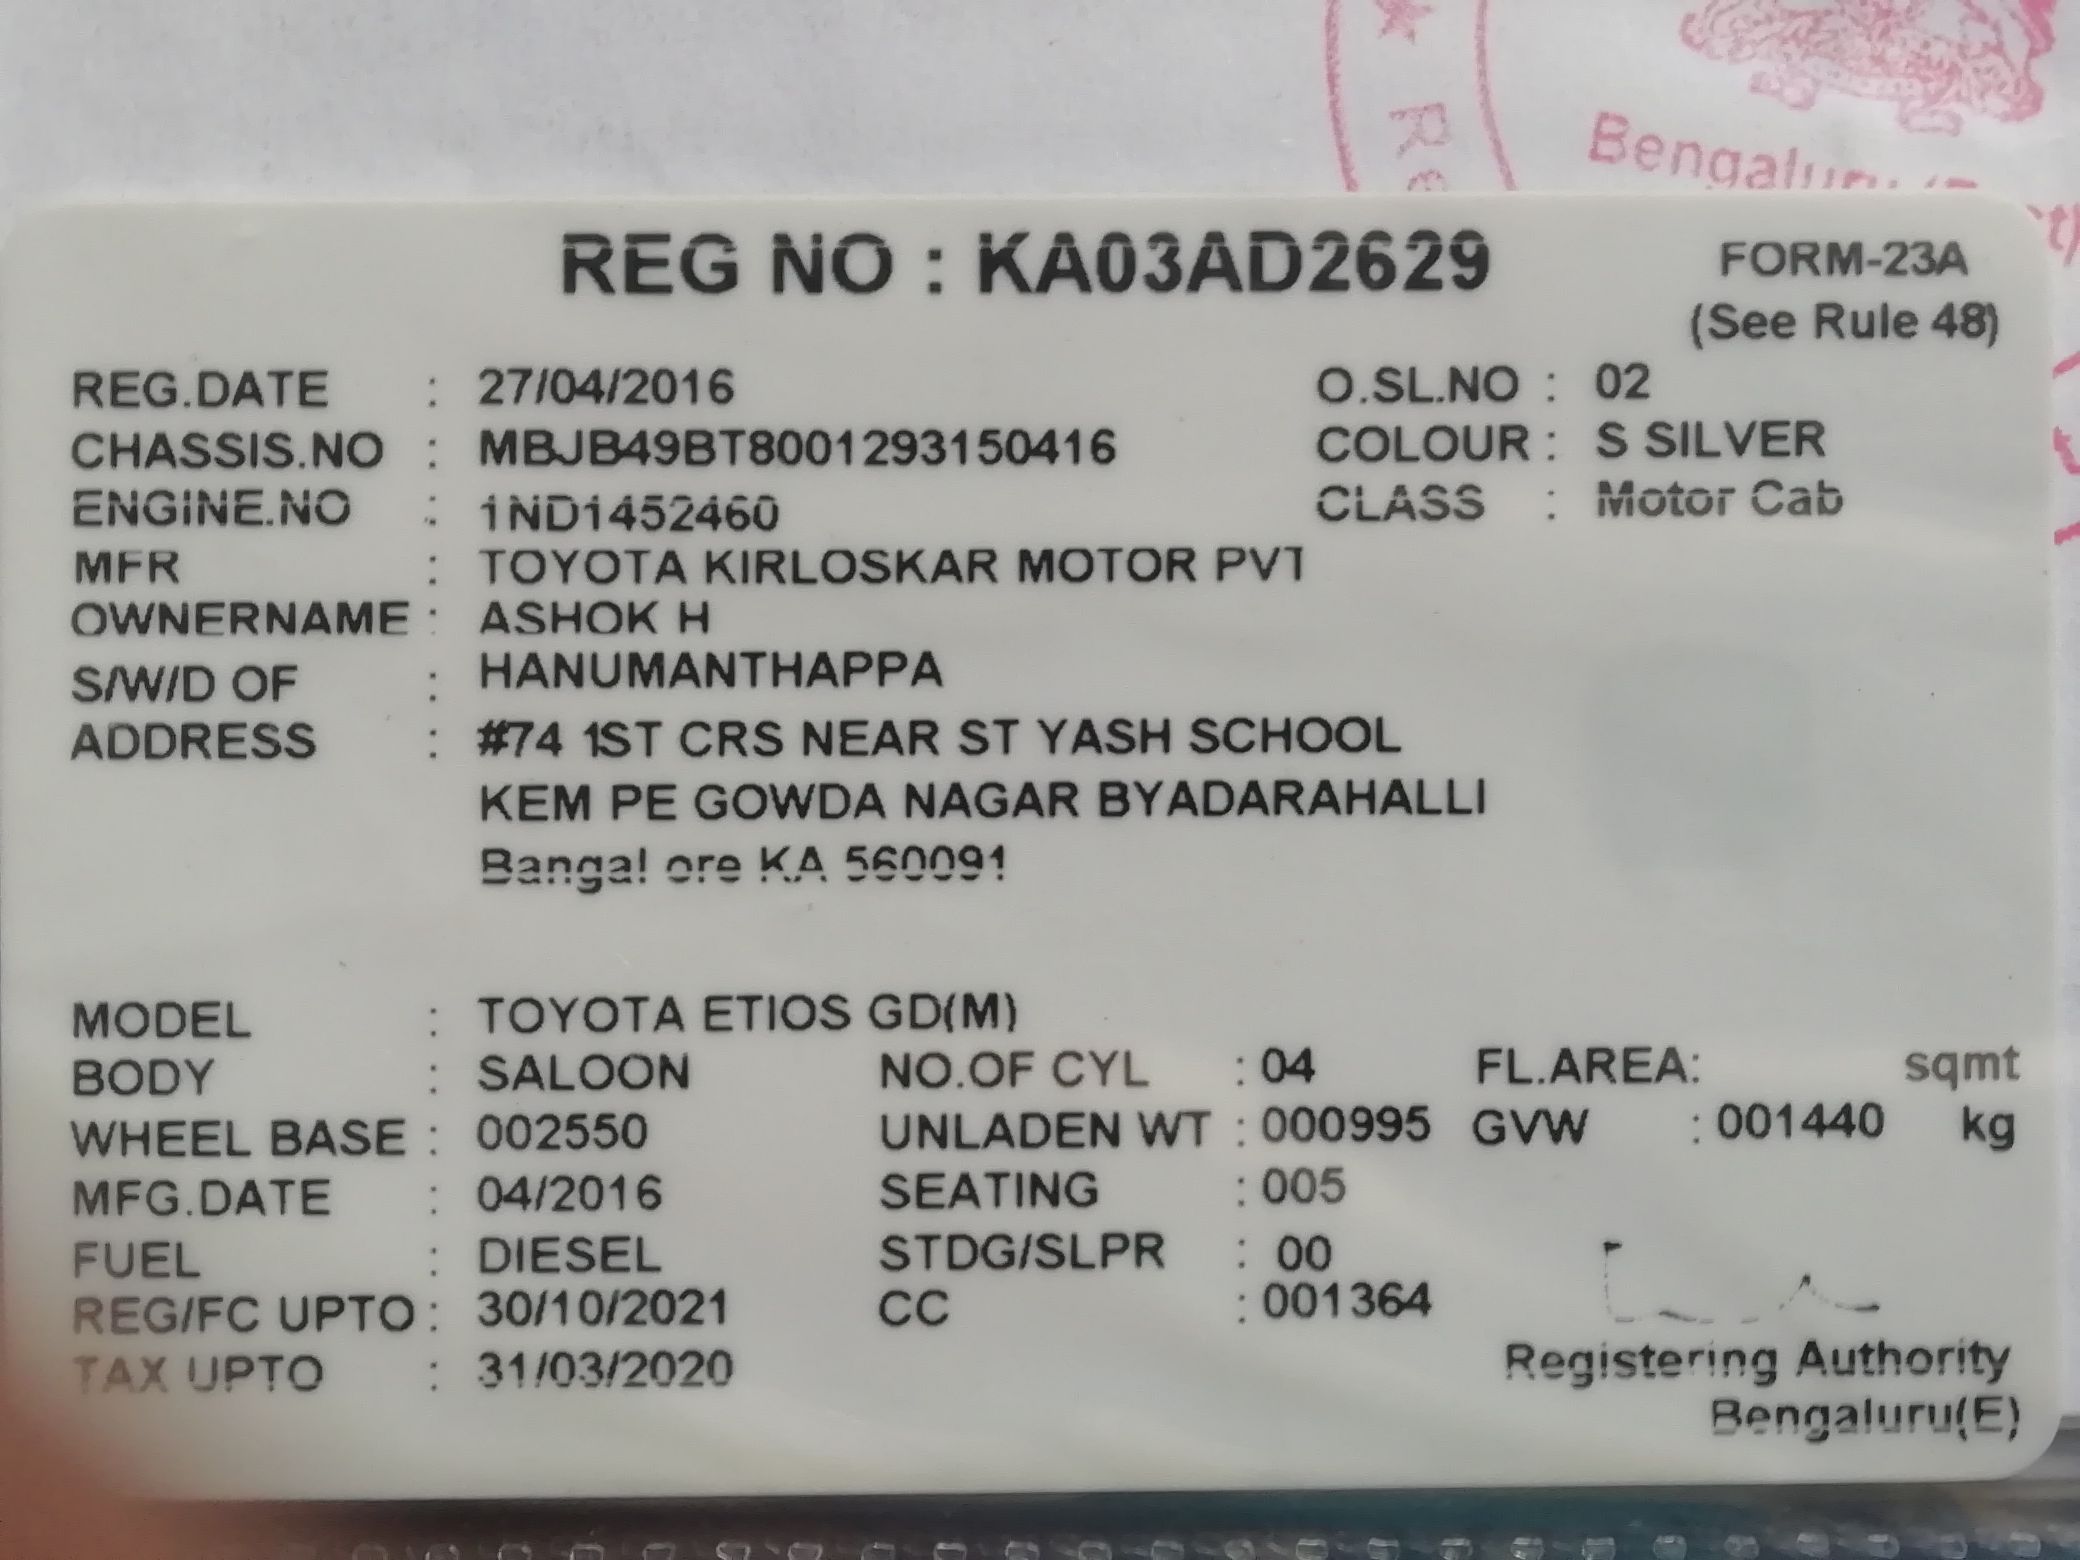 Re
Bengaluru
REG NO : KA03AD2629
FORM-23A
(See Rule 48)
REG.DATE : 27/04/2016 O.SL.NO : 02
CHASSIS.NO : MBJB49BT8001293150416 COLOUR : S SILVER
ENGINE.NO : 1ND1452460 CLASS : Motor Cab
MFR : TOYOTA KIRLOSKAR MOTOR PVT
OWNERNAME : ASHOK H
S/W/D OF : HANUMANTHAPPA
ADDRESS : #74 1ST CRS NEAR ST YASH SCHOOL
KEM PE GOWDA NAGAR BYADARAHALLI
Bangal ore KA 560091
MODEL : TOYOTA ETIOS GD(M)
BODY : SALOON NO.OF CYL : 04 FL.AREA: sqmt
WHEEL BASE : 002550 UNLADEN WT : 000995 GVW : 001440 kg
MFG.DATE : 04/2016 SEATING : 005
FUEL : DIESEL STDG/SLPR : 00
REG/FC UPTO : 30/10/2021 CC : 001364
TAX UPTO : 31/03/2020
Registering Authority
Bengaluru(E)